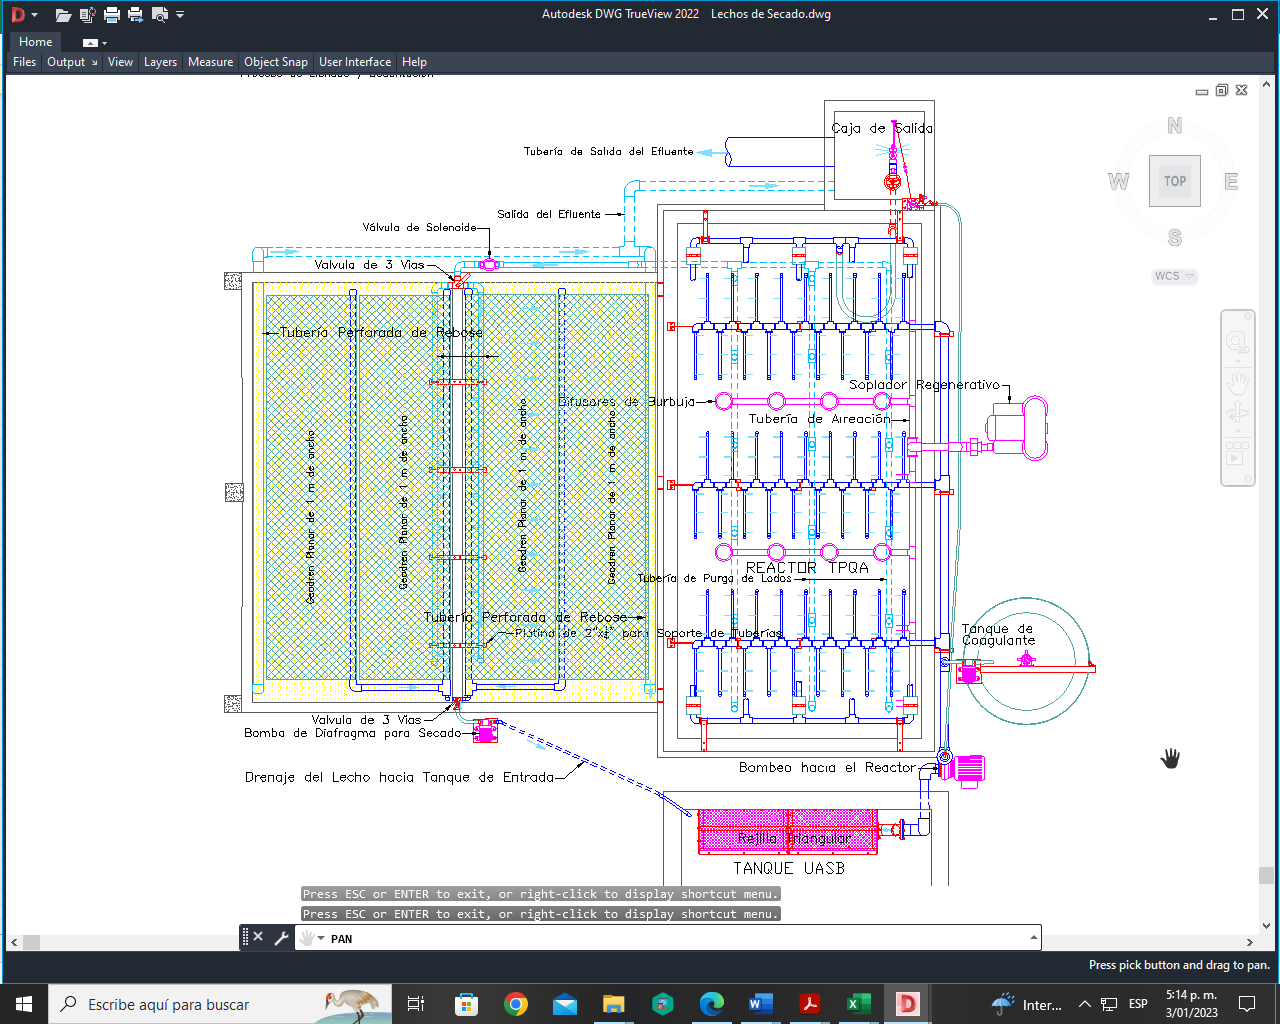 Autodesk DWG TrueView 2022 Lechos de Secado.dwg
Home
Files Output View Layers Measure Object Snap User Interface Help
Caja de Salida
Tubería de Salida del Efluente
Salida del Efluente
Válvula de Solenoide
Valvula de 3 Vias
Tubería Perforada de Rebose
Geodren Planar de 1 m de ancho
Geodren Planar de 1 m de ancho
Geodren Planar de 1 m de ancho
Geodren Planar de 1 m de ancho
Difusores de Burbuja
Soplador Regenerativo
Tubería de Aireación
REACTOR TPQA
Tubería de Purga de Lodos
Tubería Perforada de Rebose
Platina de 2"x¼" para Soporte de Tuberías
Tanque de
Coagulante
Valvula de 3 Vias
Bomba de Diafragma para Secado
Drenaje del Lecho hacia Tanque de Entrada
Bombeo hacia el Reactor
Rejilla Triangular
TANQUE UASB
N
W TOP E
S
WCS
2D
Press ESC or ENTER to exit, or right-click to display shortcut menu.
Press ESC or ENTER to exit, or right-click to display shortcut menu.
PAN
Press pick button and drag to pan.
Escribe aquí para buscar
Inter...
ESP
5:14 p. m.
3/01/2023